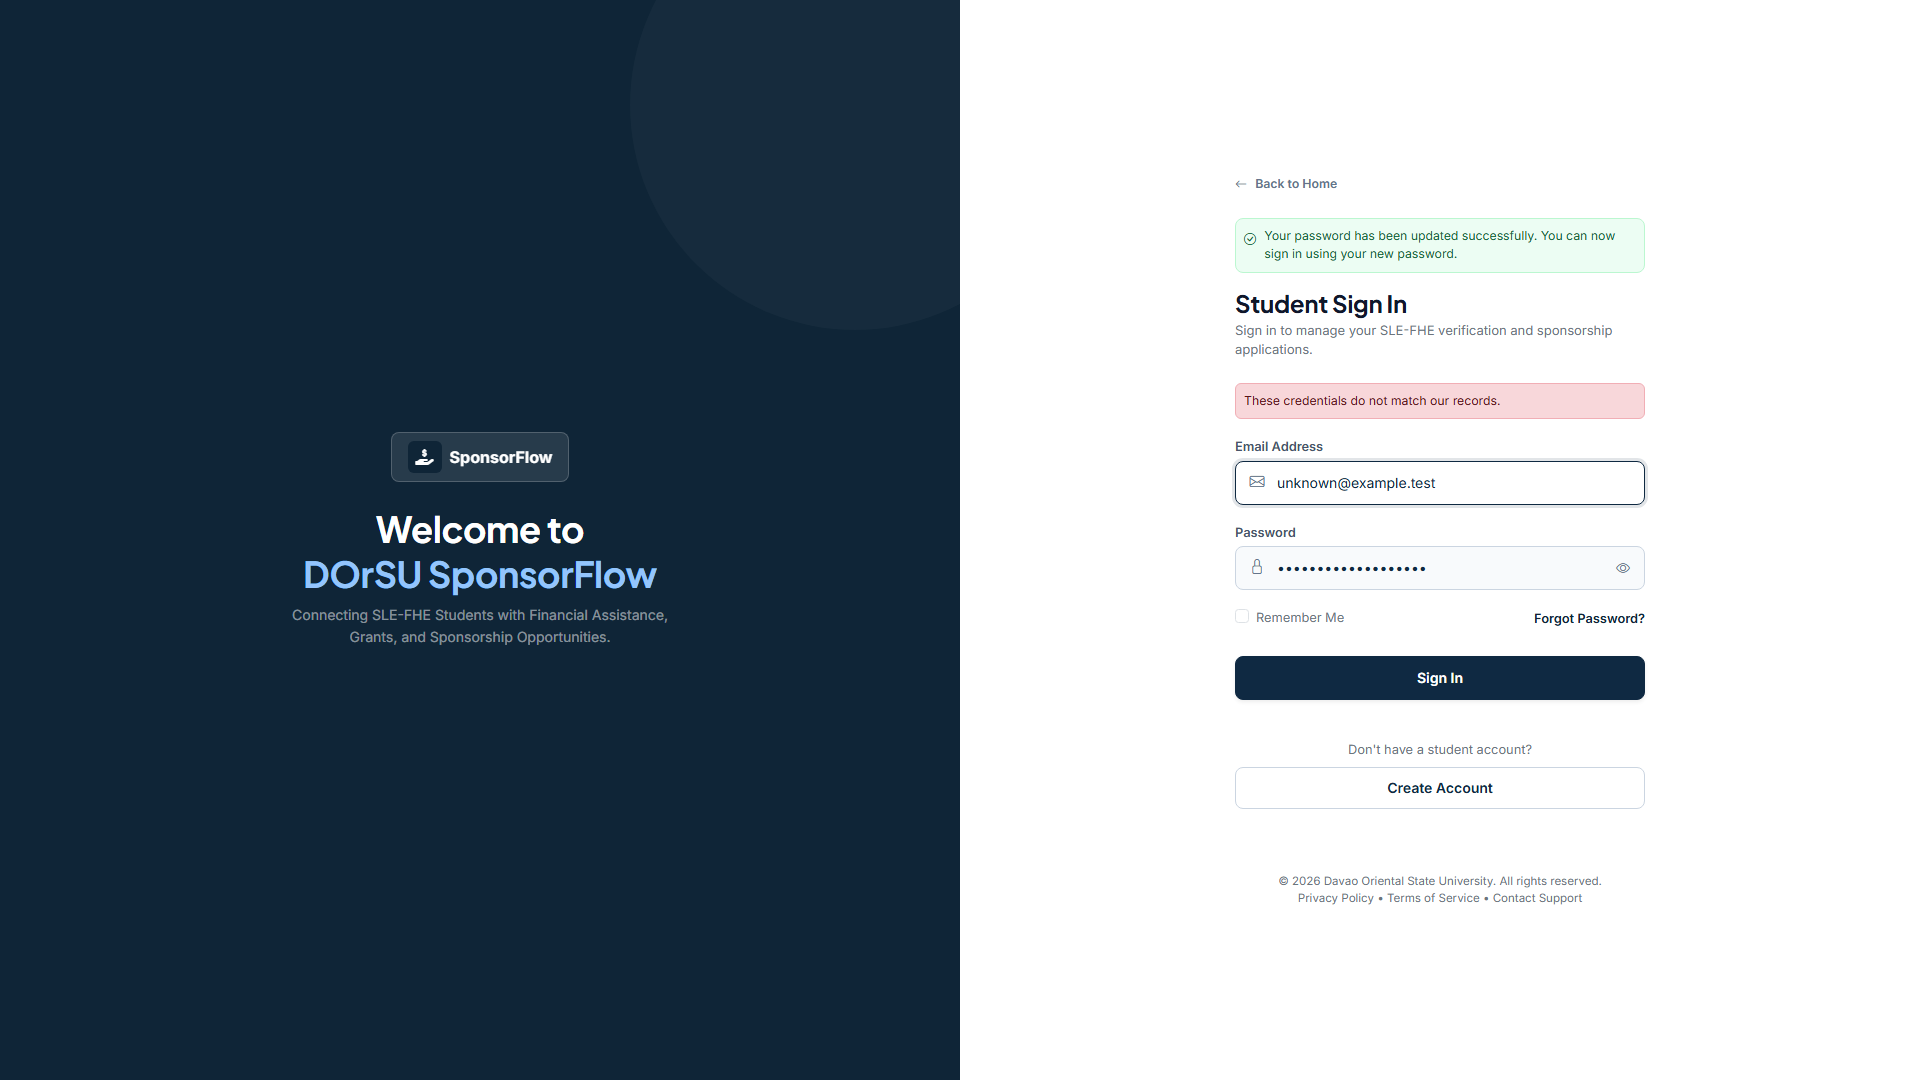 SponsorFlow
Welcome to
DOrSU SponsorFlow
Connecting SLE-FHE Students with Financial Assistance,
Grants, and Sponsorship Opportunities.
Back to Home
Your password has been updated successfully. You can now
sign in using your new password.
Student Sign In
Sign in to manage your SLE-FHE verification and sponsorship
applications.
These credentials do not match our records.
Email Address
unknown@example.test
Password
•••••••••••••••••••
Remember Me
Forgot Password?
Sign In
Don't have a student account?
Create Account
© 2026 Davao Oriental State University. All rights reserved.
Privacy Policy • Terms of Service • Contact Support